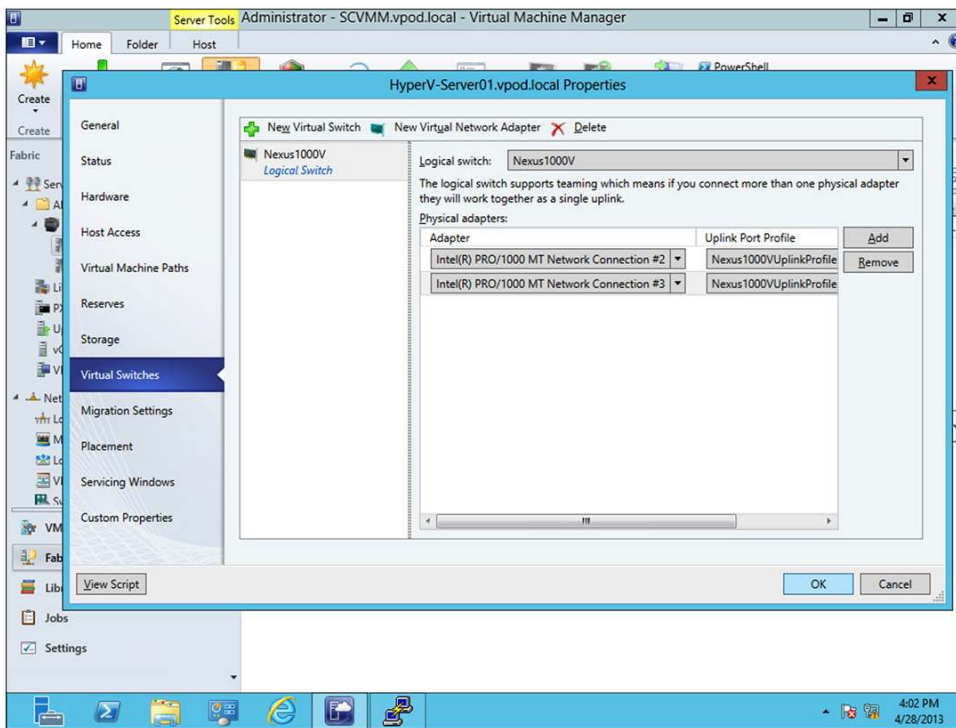 Server Tools
Administrator - SCVMM.vpod.local - Virtual Machine Manager
Home
Folder
Host
Create
PowerShell
Create
HyperV-Server01.vpod.local Properties
Fabric
General
Status
Hardware
Host Access
Virtual Machine Paths
Reserves
Storage
Virtual Switches
Migration Settings
Placement
Servicing Windows
Custom Properties
New Virtual Switch
New Virtual Network Adapter
Delete
Nexus1000V
Logical Switch
Logical switch:
Nexus1000V
The logical switch supports teaming which means if you connect more than one physical adapter
they will work together as a single uplink.
Physical adapters:
Adapter
Uplink Port Profile
Add
Intel(R) PRO/1000 MT Network Connection #2
Nexus1000VUplinkProfile
Remove
Intel(R) PRO/1000 MT Network Connection #3
Nexus1000VUplinkProfile
View Script
OK
Cancel
Jobs
Settings
4:02 PM
4/28/2013